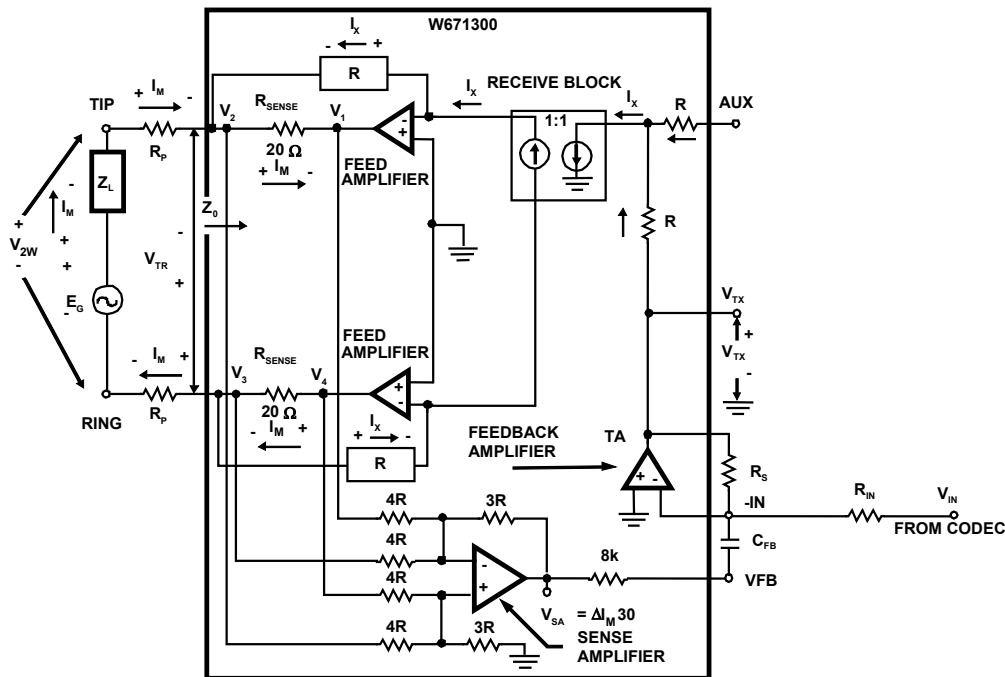 W671300
I_X
- +
R
RECEIVE BLOCK
1:1
I_X
I_X
R
AUX
+ I_M -
TIP
R_P
V_2
R_SENSE
20 Ω
+ I_M -
V_1
-
+
FEED
AMPLIFIER
Z_L
-
I_M
+
Z_0
R
+
V_2W
-
-
V_TR
+
+
E_G
-
V_TX
V_TX
+
-
- I_M +
RING
R_P
V_3
R_SENSE
20 Ω
- I_M +
V_4
FEED
AMPLIFIER
+
-
+ I_X -
R
FEEDBACK
AMPLIFIER
TA
+ -
R_S
-IN
R_IN
V_IN
FROM CODEC
C_FB
VFB
4R
3R
4R
4R
4R
3R
-
+
8k
V_SA = ΔI_M 30
SENSE
AMPLIFIER